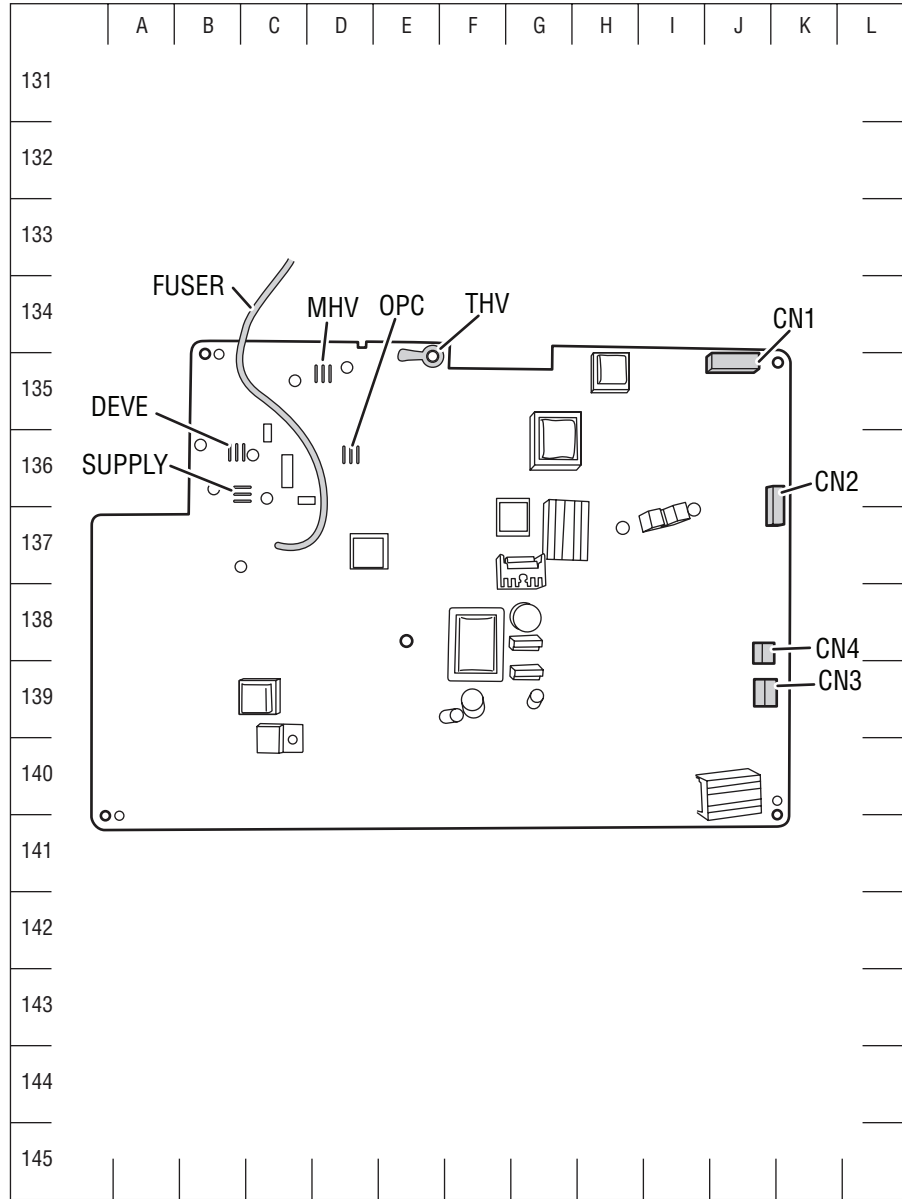 A B C D E F G H I J K L
131
132
133
134
135
136
137
138
139
140
141
142
143
144
145
FUSER
MHV
OPC
THV
CN1
DEVE
SUPPLY
CN2
CN4
CN3